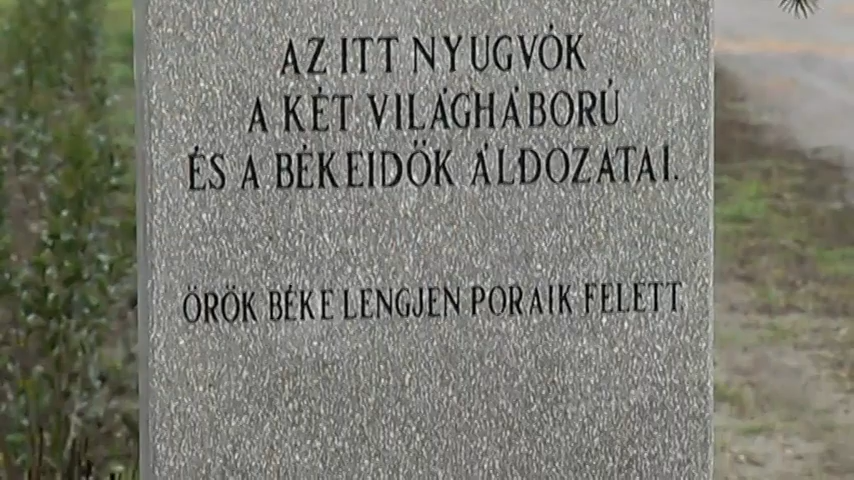 AZ ITT NYUGVÓK
A KÉT VILÁGHÁBORÚ
ÉS A BÉKEIDŐK ÁLDOZATAI.
ÖRÖK BÉKE LENGJEN PORAIK FELETT